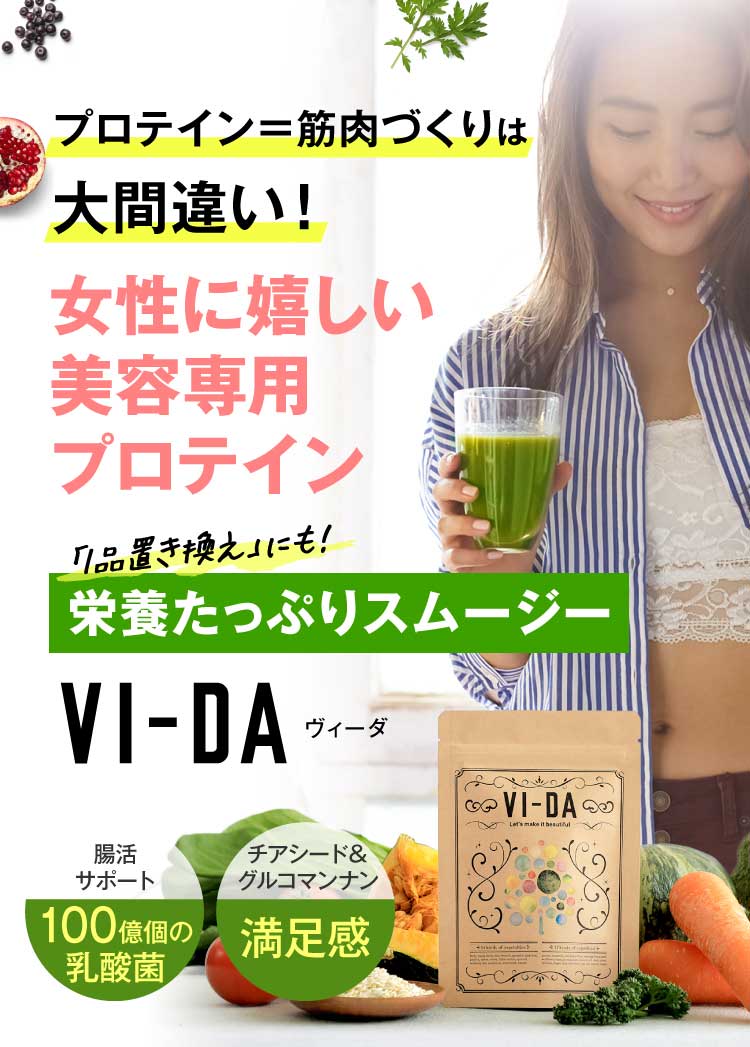 プロテイン=筋肉づくりは
大間違い!
女性に嬉しい
美容専用
プロテイン
「1品置き換え」にも!
栄養たっぷりスムージー
VI-DA ヴィーダ
腸活
サポート
100億個の
乳酸菌
チアシード&
グルコマンナン
満足感
VI-DA
Let's make it beautiful